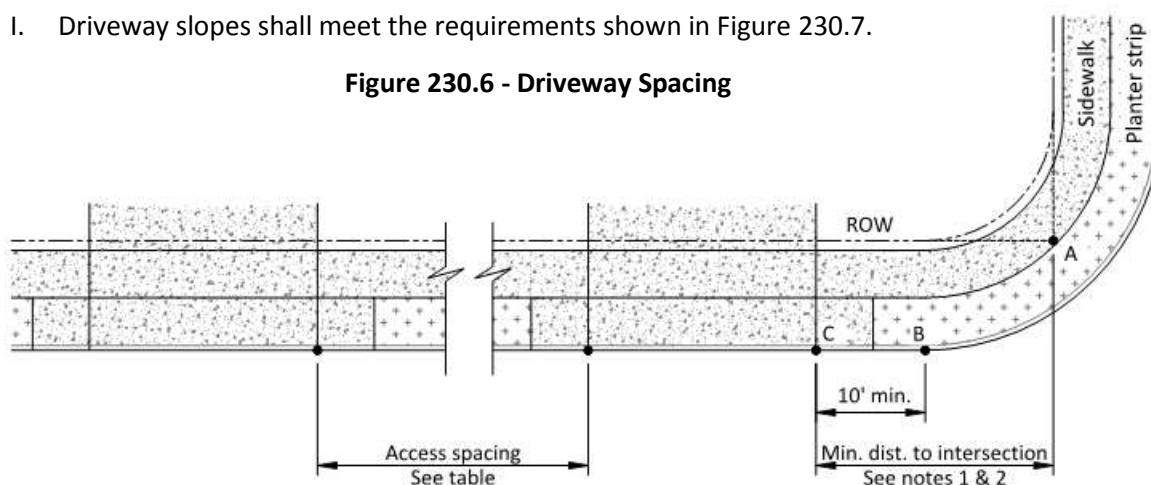 I. Driveway slopes shall meet the requirements shown in Figure 230.7.
Figure 230.6 - Driveway Spacing
Sidewalk
Planter strip
ROW
A
C
B
10' min.
Access spacing
See table
Min. dist. to intersection
See notes 1 & 2